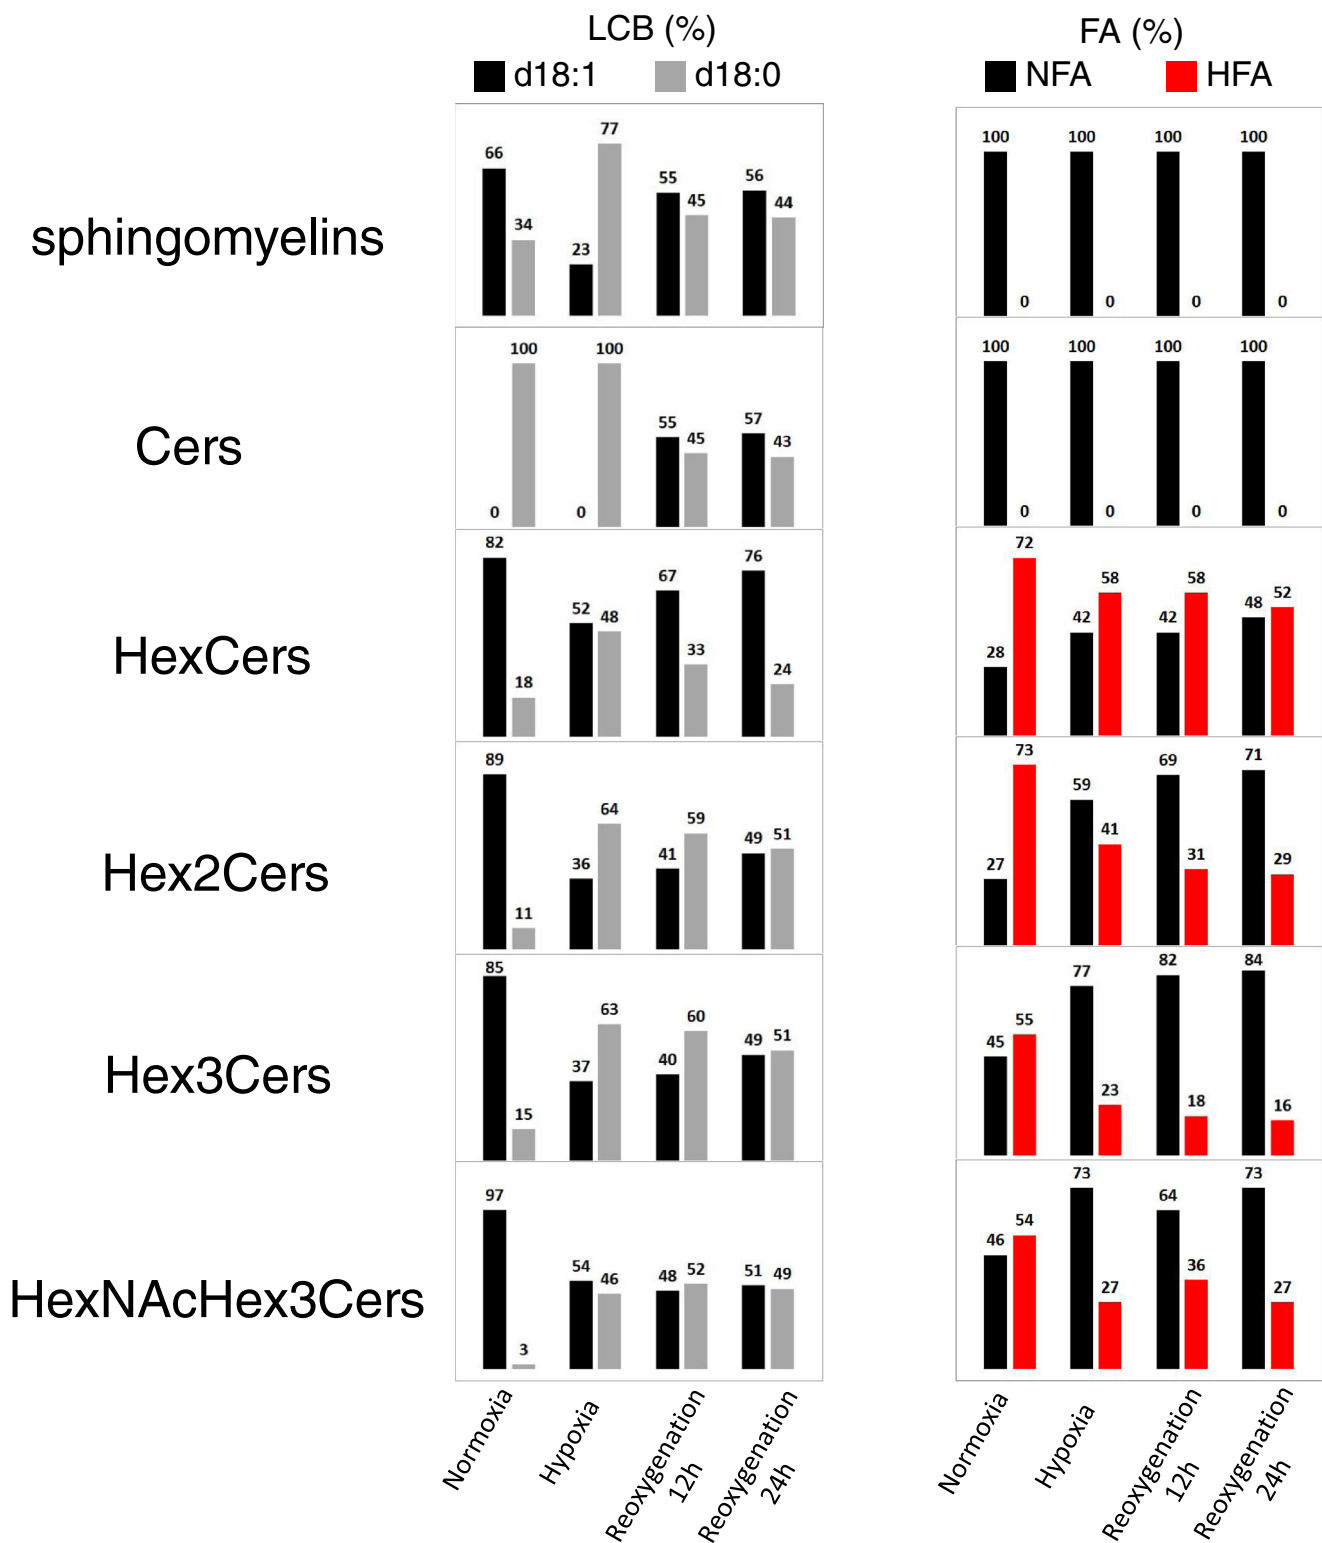 LCB (%) FA (%)
d18:1 d18:0 NFA HFA
sphingomyelins
66 34 23 77 55 45 56 44
100 0 100 0 100 0 100 0
Cers
0 100 0 100 55 45 57 43
100 0 100 0 100 0 100 0
HexCers
82 18 52 48 67 33 76 24
28 72 42 58 42 58 48 52
Hex2Cers
89 11 36 64 41 59 49 51
27 73 59 41 69 31 71 29
Hex3Cers
85 15 37 63 40 60 49 51
45 55 77 23 82 18 84 16
HexNAcHex3Cers
97 3 54 46 48 52 51 49
46 54 73 27 64 36 73 27
Normoxia
Hypoxia
Reoxygenation
12h
Reoxygenation
24h
Normoxia
Hypoxia
Reoxygenation
12h
Reoxygenation
24h